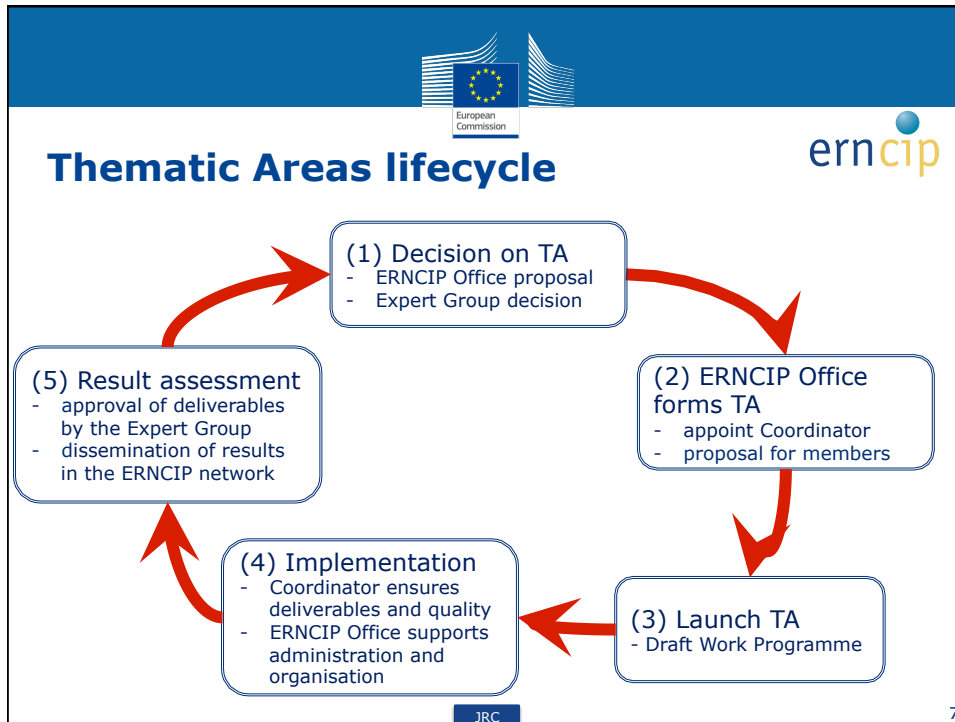 European
Commission
erncip
Thematic Areas lifecycle
(1) Decision on TA
- ERNCIP Office proposal
- Expert Group decision
(2) ERNCIP Office
forms TA
- appoint Coordinator
- proposal for members
(3) Launch TA
- Draft Work Programme
(4) Implementation
- Coordinator ensures
deliverables and quality
- ERNCIP Office supports
administration and
organisation
(5) Result assessment
- approval of deliverables
by the Expert Group
- dissemination of results
in the ERNCIP network
JRC
7